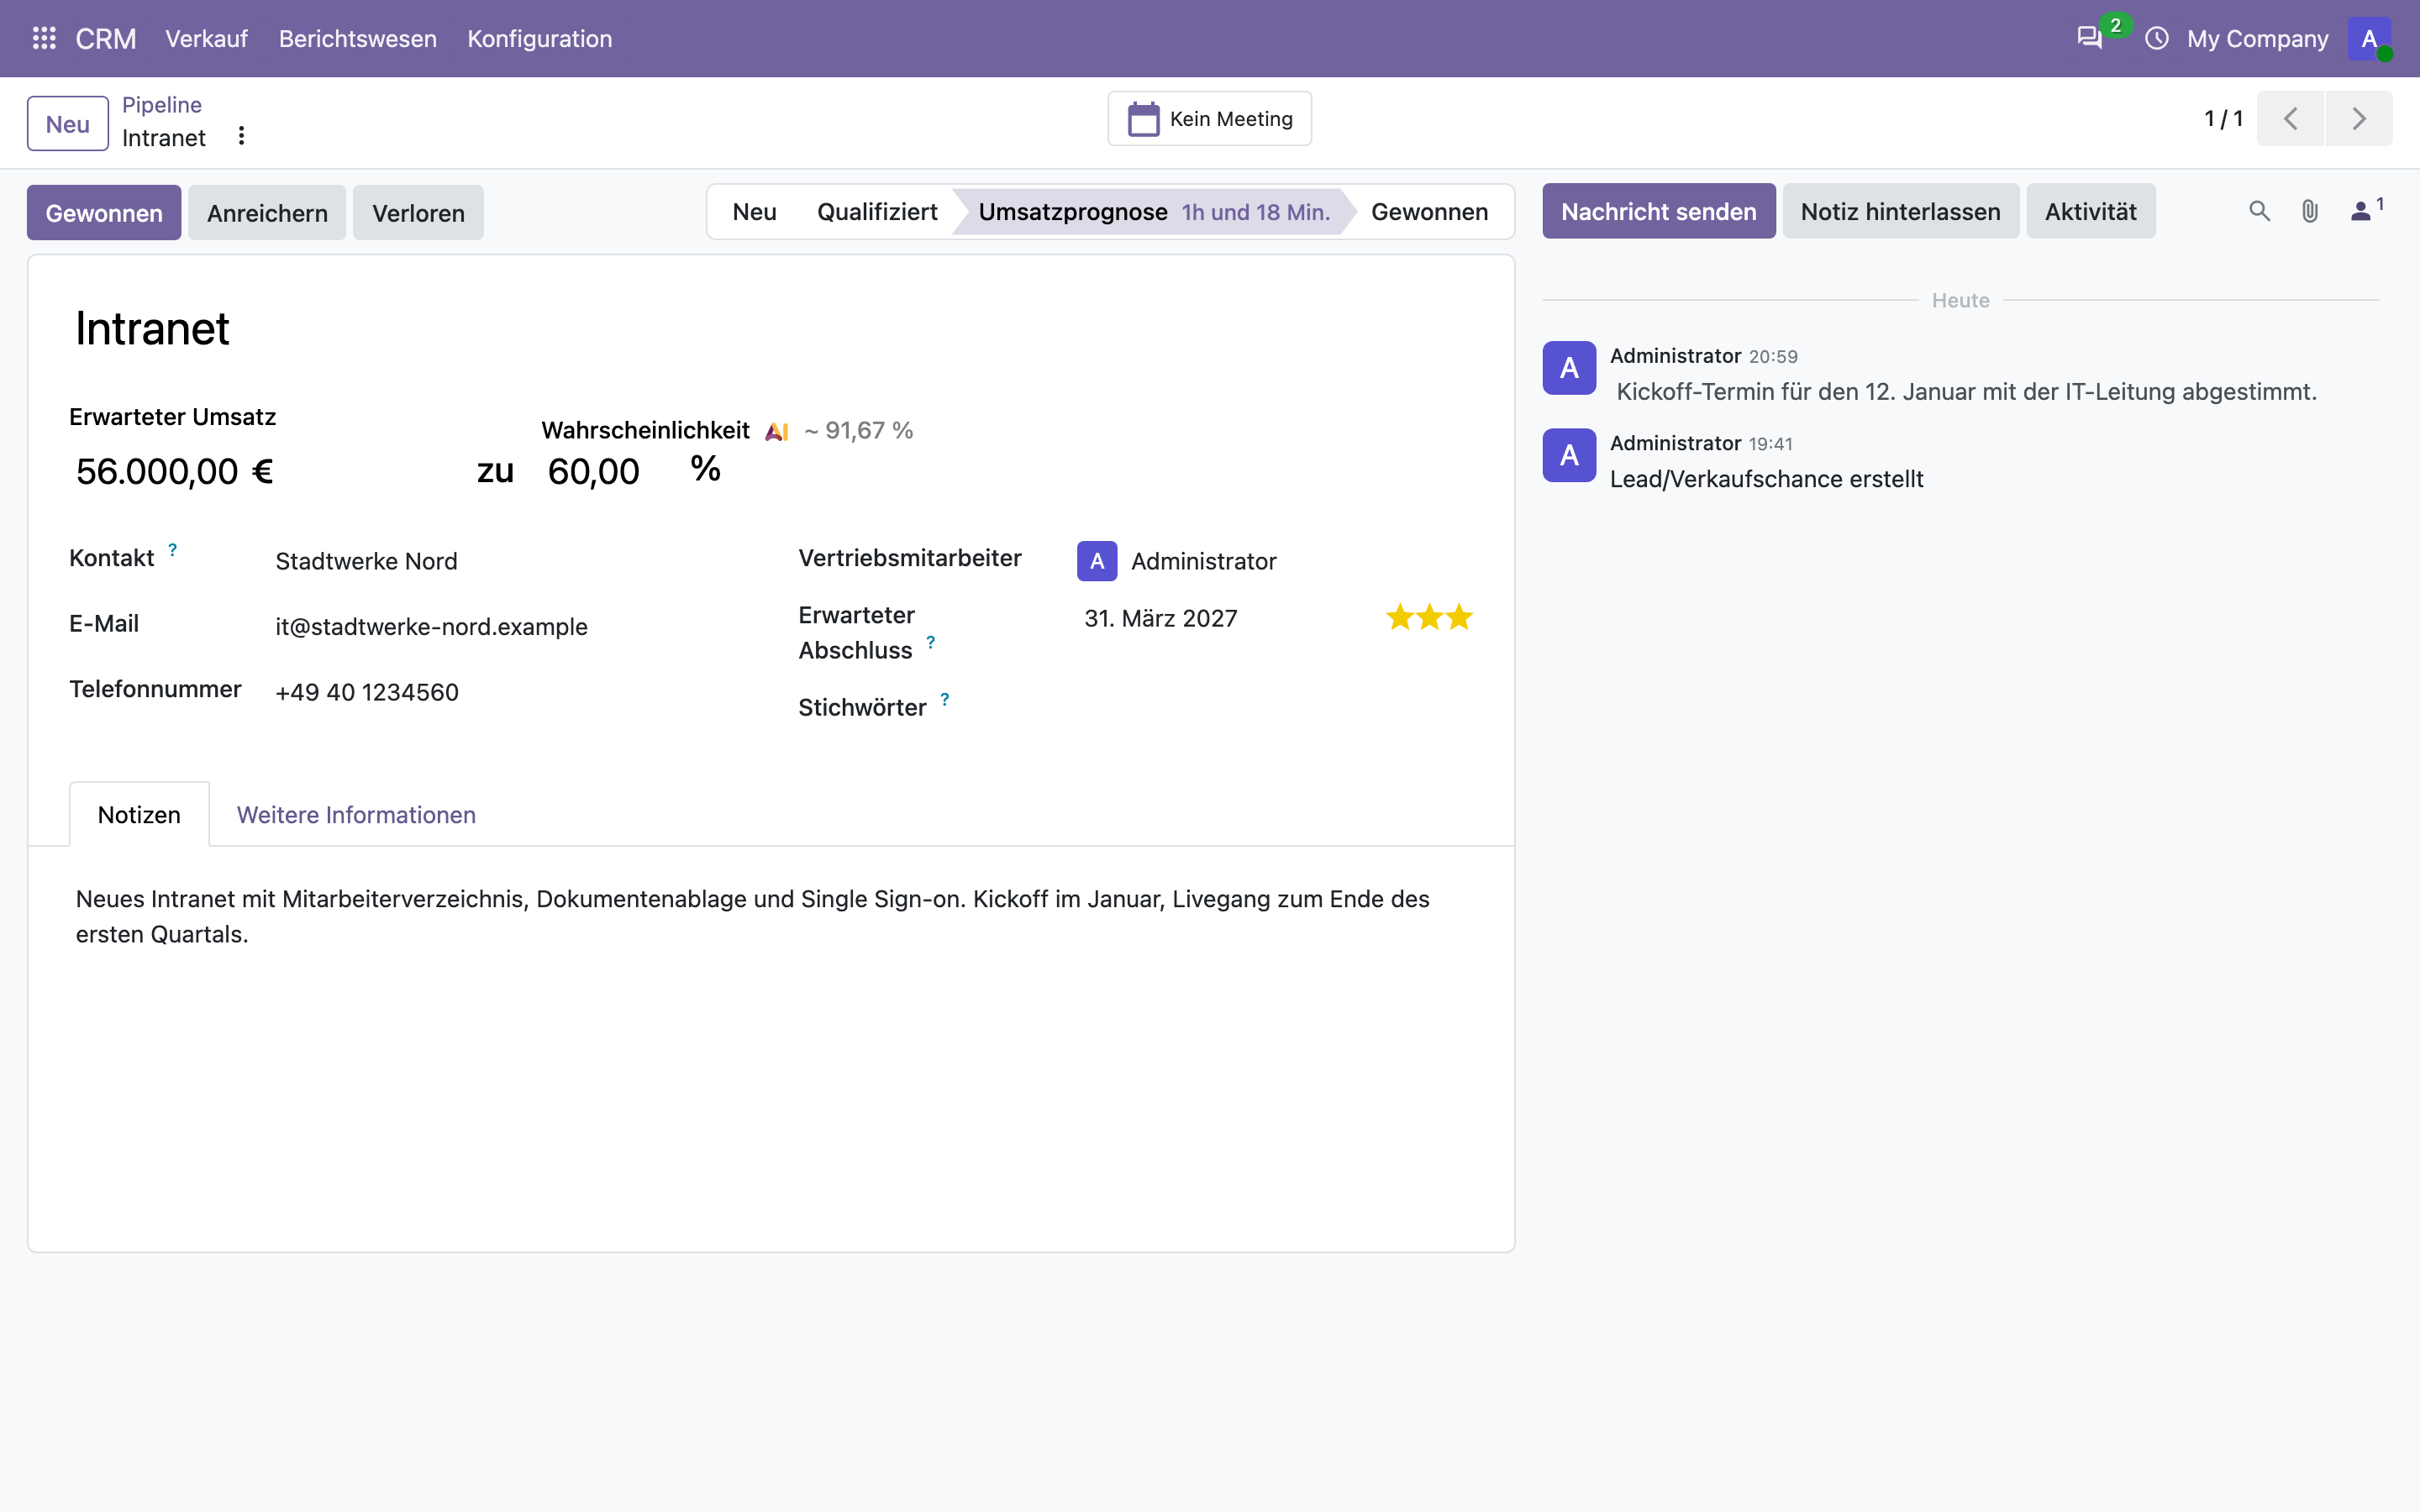 CRM Verkauf Berichtswesen Konfiguration 2 My Company A
Neu Pipeline
Intranet
Kein Meeting
1 / 1
Gewonnen Anreichern Verloren
Neu Qualifiziert Umsatzprognose 1h und 18 Min. Gewonnen
Nachricht senden Notiz hinterlassen Aktivität 1
Intranet
Erwarteter Umsatz
Wahrscheinlichkeit AI ~ 91,67 %
56.000,00 € zu 60,00 %
Kontakt ? Stadtwerke Nord
E-Mail it@stadtwerke-nord.example
Telefonnummer +49 40 1234560
Vertriebsmitarbeiter A Administrator
Erwarteter
Abschluss ? 31. März 2027
Stichwörter ?
Notizen Weitere Informationen
Neues Intranet mit Mitarbeiterverzeichnis, Dokumentenablage und Single Sign-on. Kickoff im Januar, Livegang zum Ende des
ersten Quartals.
Heute
A Administrator 20:59
Kickoff-Termin für den 12. Januar mit der IT-Leitung abgestimmt.
A Administrator 19:41
Lead/Verkaufschance erstellt